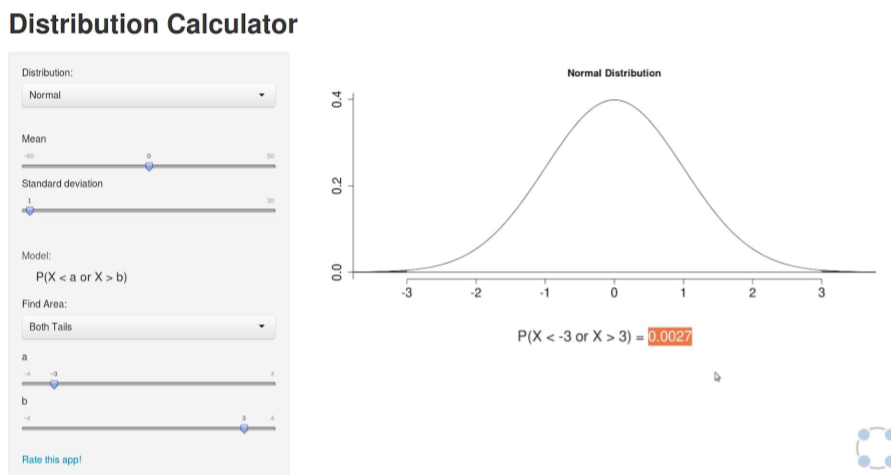 Distribution Calculator
Distribution:
Normal
Mean
-50 0 50
Standard deviation
1 30
Model:
P(X < a or X > b)
Find Area:
Both Tails
a
-4 -3 4
b
-4 3 4
Rate this app!
Normal Distribution
0.4
0.2
0.0
-3 -2 -1 0 1 2 3
P(X < -3 or X > 3) = 0.0027